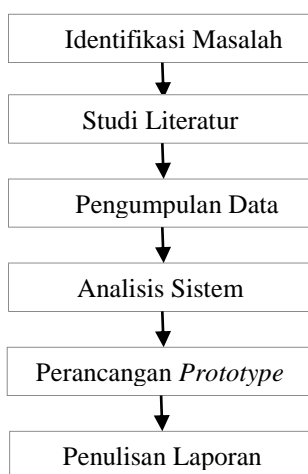 Identifikasi Masalah
Studi Literatur
Pengumpulan Data
Analisis Sistem
Perancangan Prototype
Penulisan Laporan